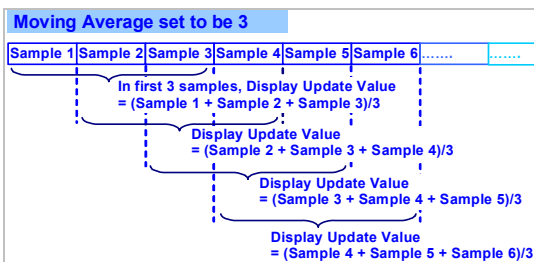 Moving Average set to be 3
Sample 1 Sample 2 Sample 3 Sample 4 Sample 5 Sample 6 ....... .......
In first 3 samples, Display Update Value
= (Sample 1 + Sample 2 + Sample 3)/3
Display Update Value
= (Sample 2 + Sample 3 + Sample 4)/3
Display Update Value
= (Sample 3 + Sample 4 + Sample 5)/3
Display Update Value
= (Sample 4 + Sample 5 + Sample 6)/3